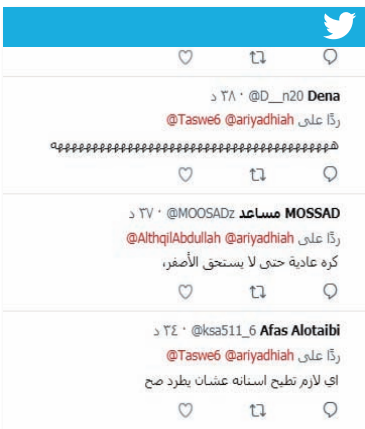 Dena @D__n20 · ٣٨ د
ردًا على @ariyadhiah @Taswe6
ههههههههههههههههههههههههههههههههههههههه
MOSSAD مساعد @MOOSADz · ٣٧ د
ردًا على @ariyadhiah @AlthqilAbdullah
كره عادية حتى لا يستحق الأصفر،
Afas Alotaibi @ksa511_6 · ٣٤ د
ردًا على @ariyadhiah @Taswe6
اي لازم تطيح اسنانه عشان يطرد صح